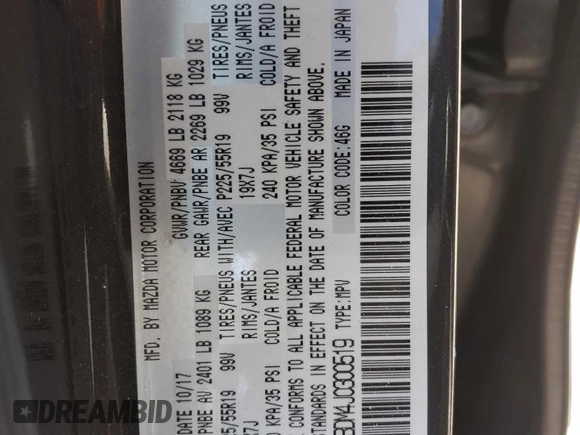 MFD. BY MAZDA MOTOR CORPORATION
10/17 GVWR/PNBV 4669 LB 2118 KG
PNBE AV 2401 LB 1089 KG REAR GAWR/PNBE AR 2269 LB 1029 KG
25/55R19 99V TIRES/PNEUS WITH/AVEC P225/55R19 99V TIRES/PNEUS
9X7J RIMS/JANTES 19X7J RIMS/JANTES
35 PSI COLD/A FROID 240 KPA/35 PSI COLD/A FROID
CONFORMS TO ALL APPLICABLE FEDERAL MOTOR VEHICLE SAFETY AND THEFT
STANDARDS IN EFFECT ON THE DATE OF MANUFACTURE SHOWN ABOVE.
BDM4J0300519 TYPE:MPV COLOR CODE:46G MADE IN JAPAN
DEALERCHECK